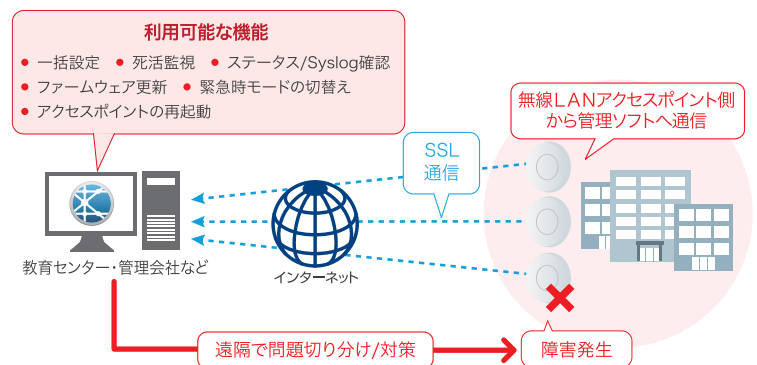 利用可能な機能
● 一括設定 ● 死活監視 ● ステータス/Syslog確認
● ファームウェア更新 ● 緊急時モードの切替え
● アクセスポイントの再起動
無線LANアクセスポイント側
から管理ソフトへ通信
SSL
通信
教育センター・管理会社など
インターネット
遠隔で問題切り分け/対策
障害発生